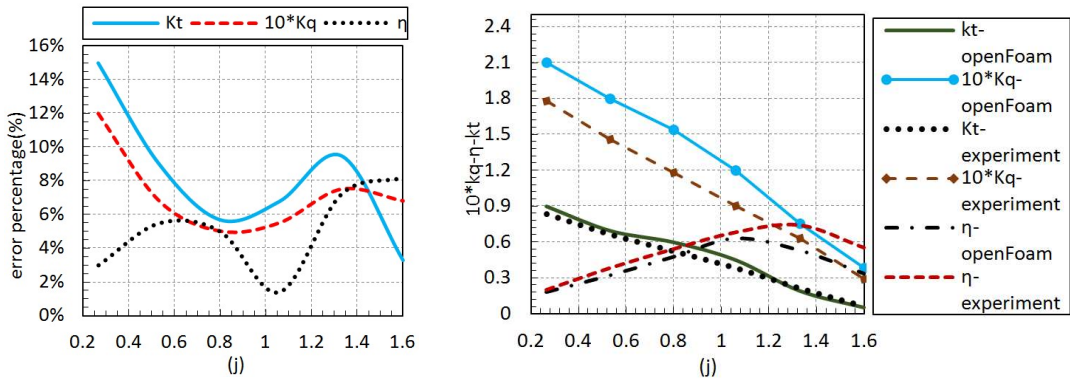 Kt 10*Kq η
16%
14%
12%
10%
8%
6%
4%
2%
0%
error percentage(%)
0.2 0.4 0.6 0.8 1.0 1.2 1.4 1.6
(j)
2.4
2.1
1.8
1.5
1.2
0.9
0.6
0.3
0
10*kq-η-kt
0.2 0.4 0.6 0.8 1.0 1.2 1.4 1.6
(j)
kt-
openFoam
10*Kq-
openFoam
Kt-
experiment
10*Kq-
experiment
η-
openFoam
η-
experiment